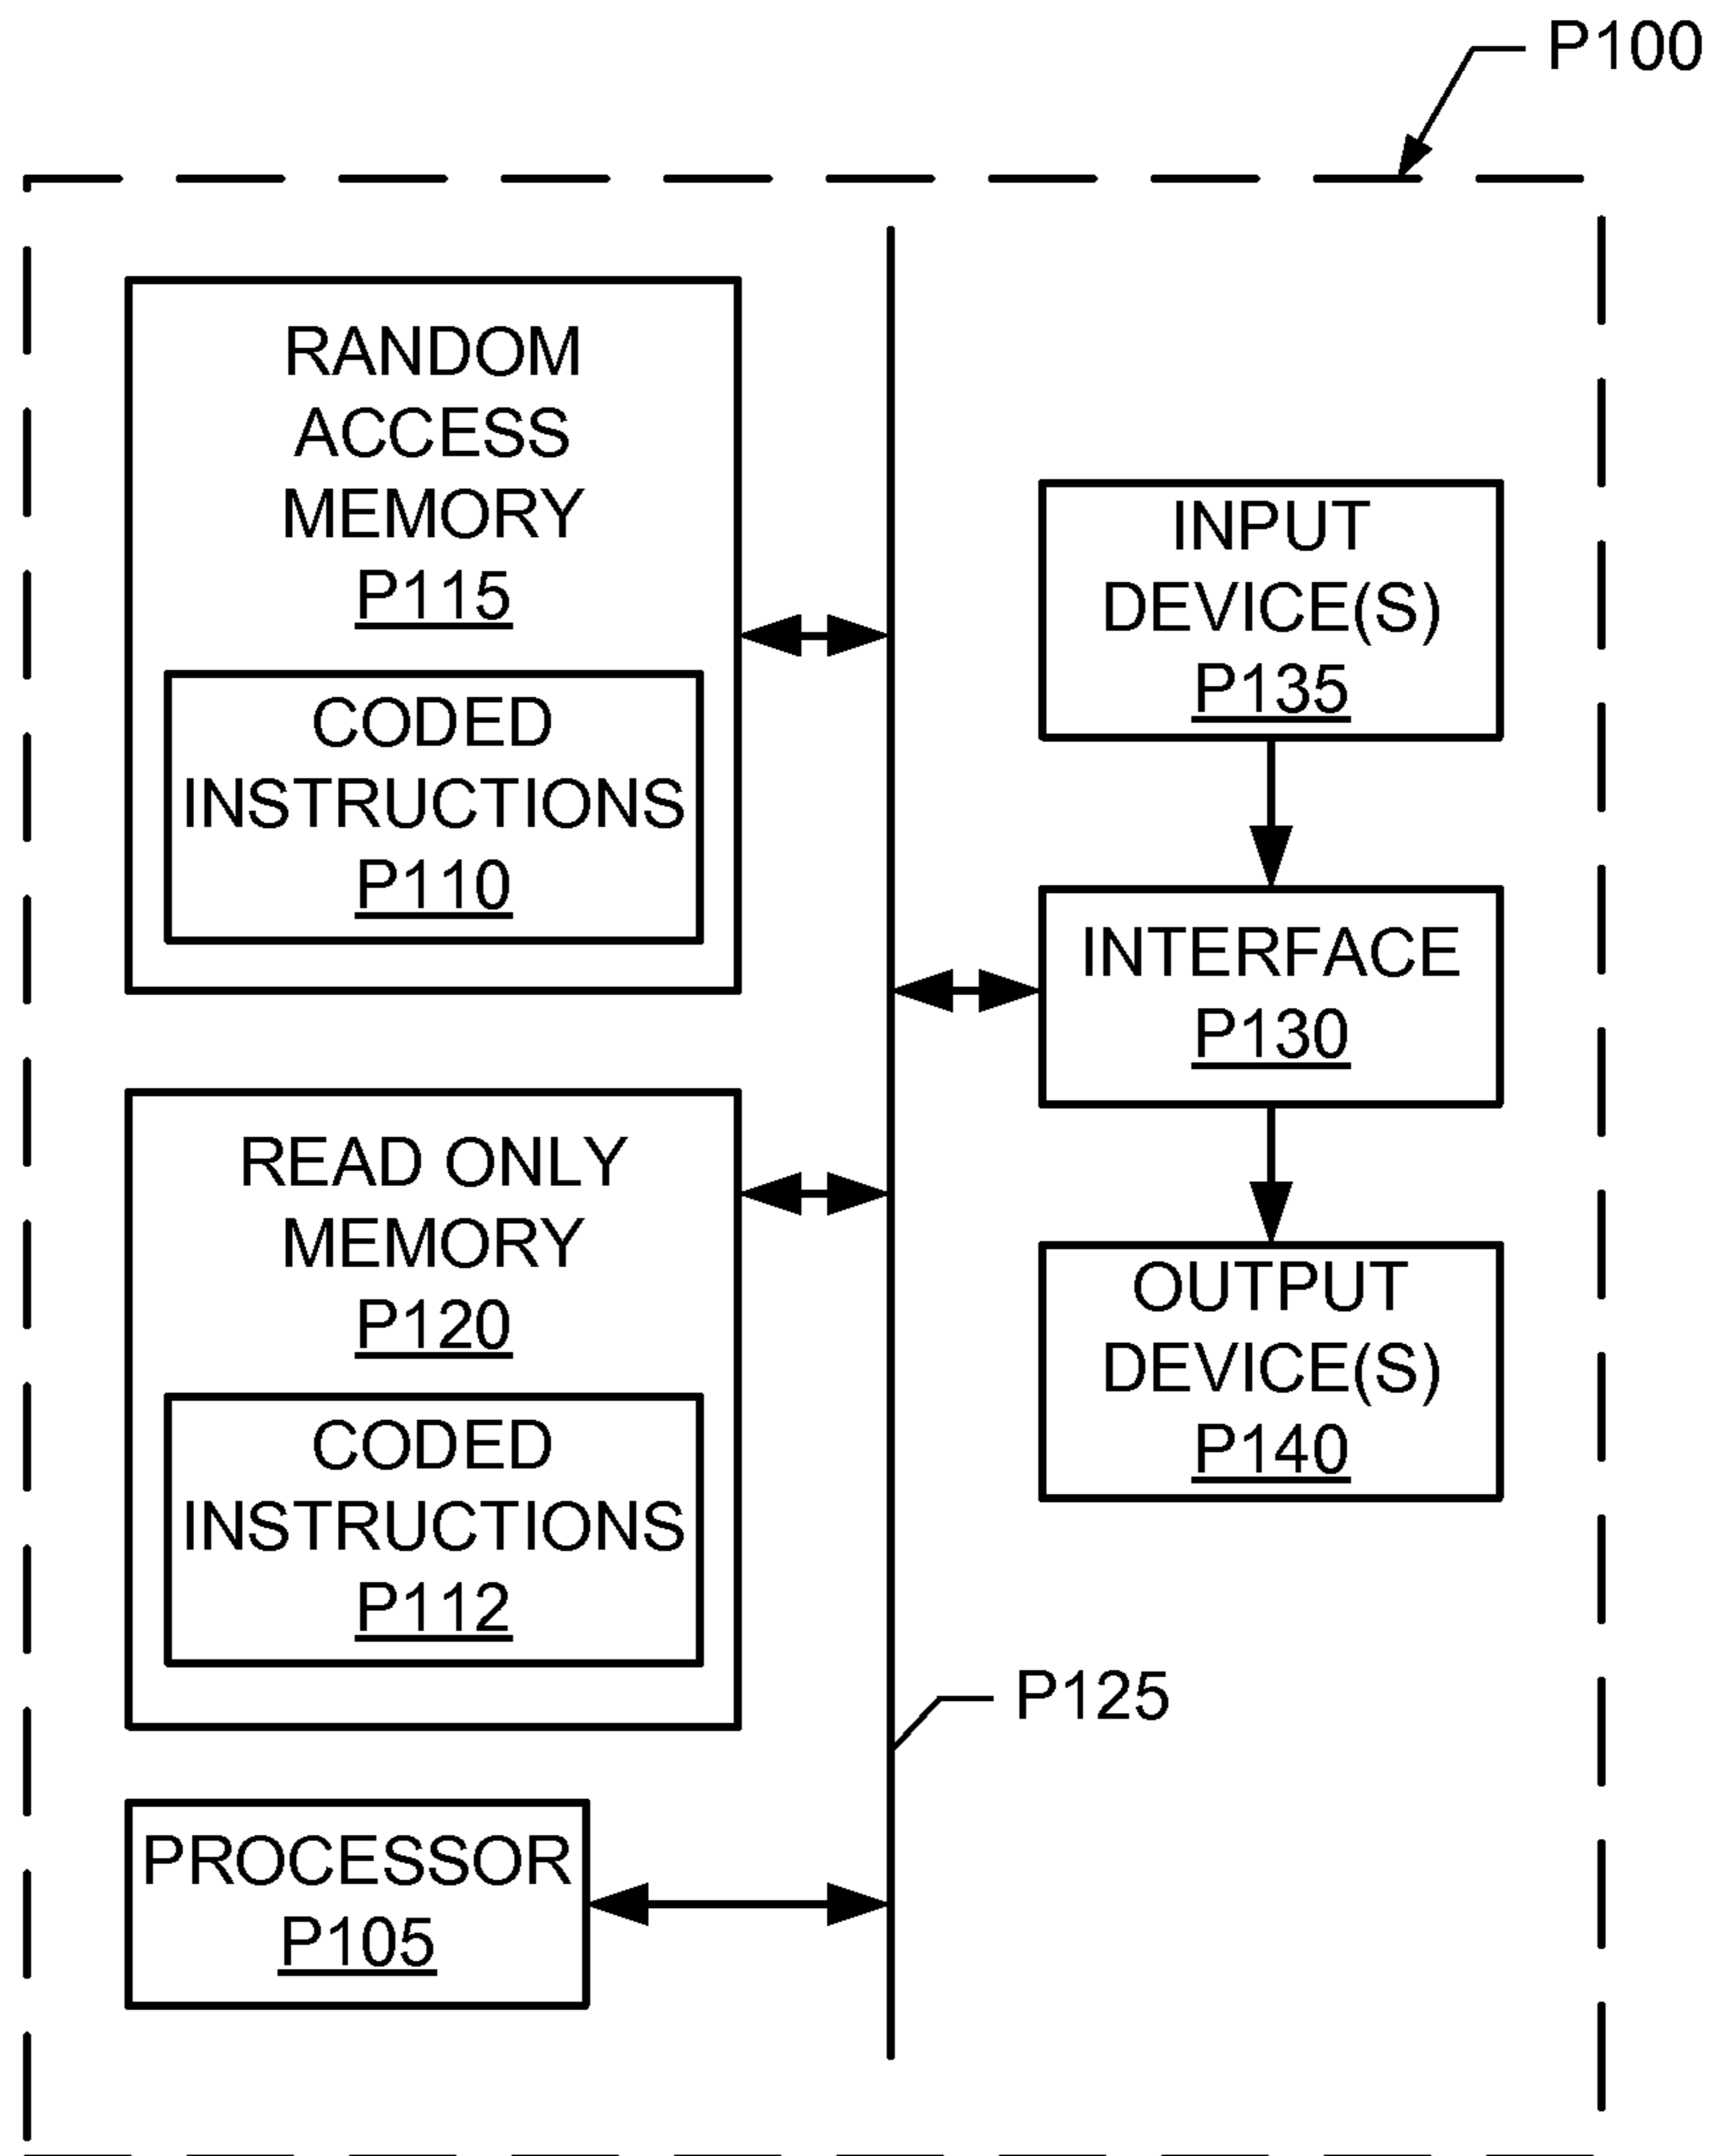 P100
RANDOM
ACCESS
MEMORY
P115
CODED
INSTRUCTIONS
P110
READ ONLY
MEMORY
P120
CODED
INSTRUCTIONS
P112
PROCESSOR
P105
INPUT
DEVICE(S)
P135
INTERFACE
P130
OUTPUT
DEVICE(S)
P140
P125